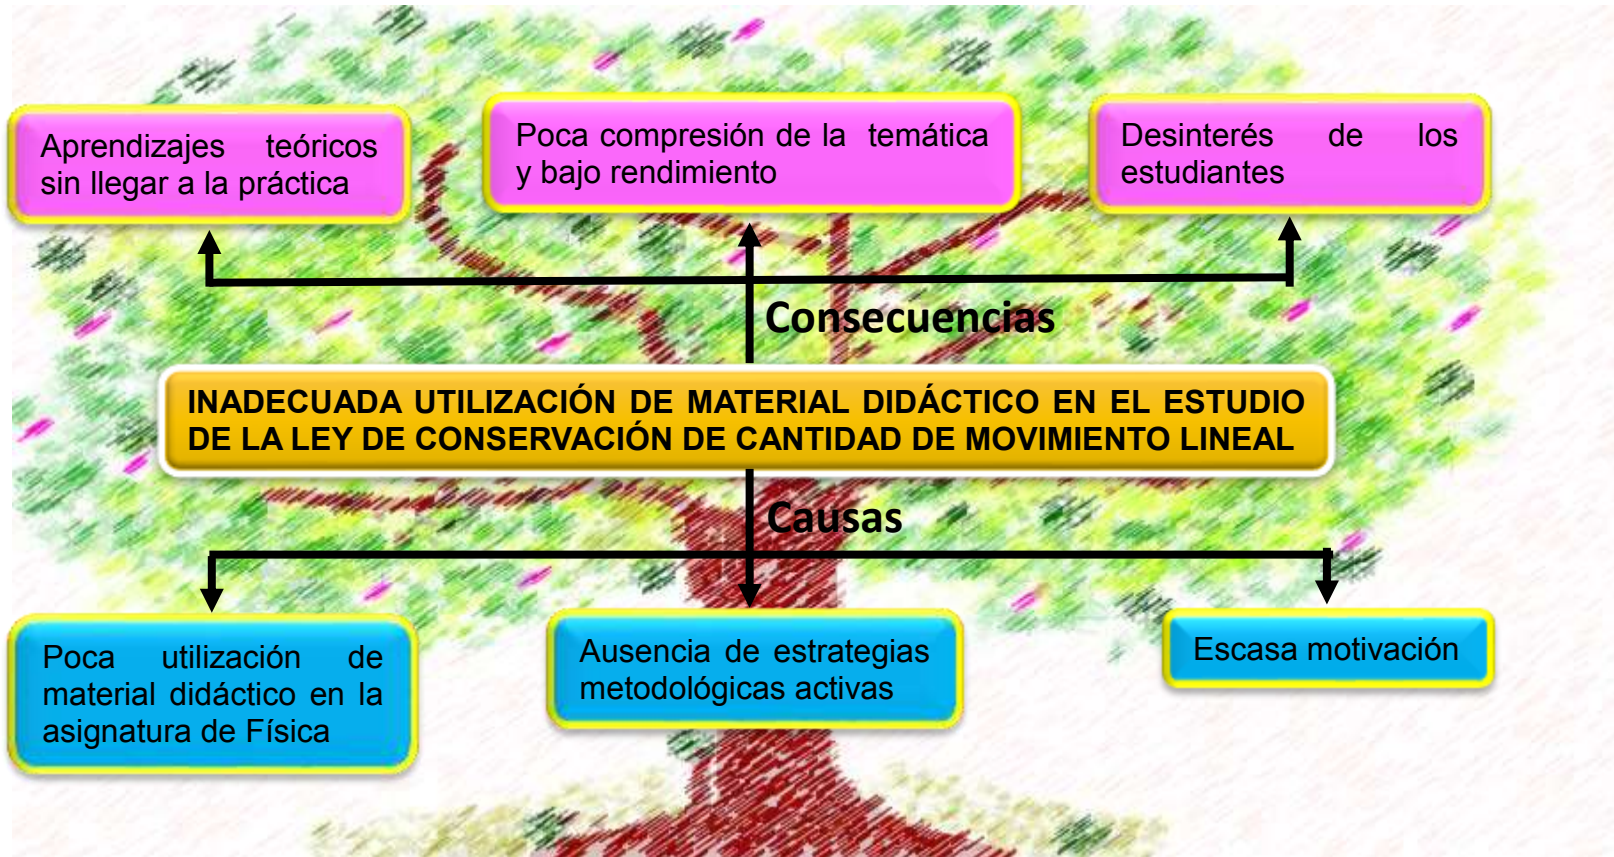 Aprendizajes teóricos
sin llegar a la práctica
Poca compresión de la temática
y bajo rendimiento
Desinterés de los
estudiantes
Consecuencias
INADECUADA UTILIZACIÓN DE MATERIAL DIDÁCTICO EN EL ESTUDIO
DE LA LEY DE CONSERVACIÓN DE CANTIDAD DE MOVIMIENTO LINEAL
Causas
Poca utilización de
material didáctico en la
asignatura de Física
Ausencia de estrategias
metodológicas activas
Escasa motivación